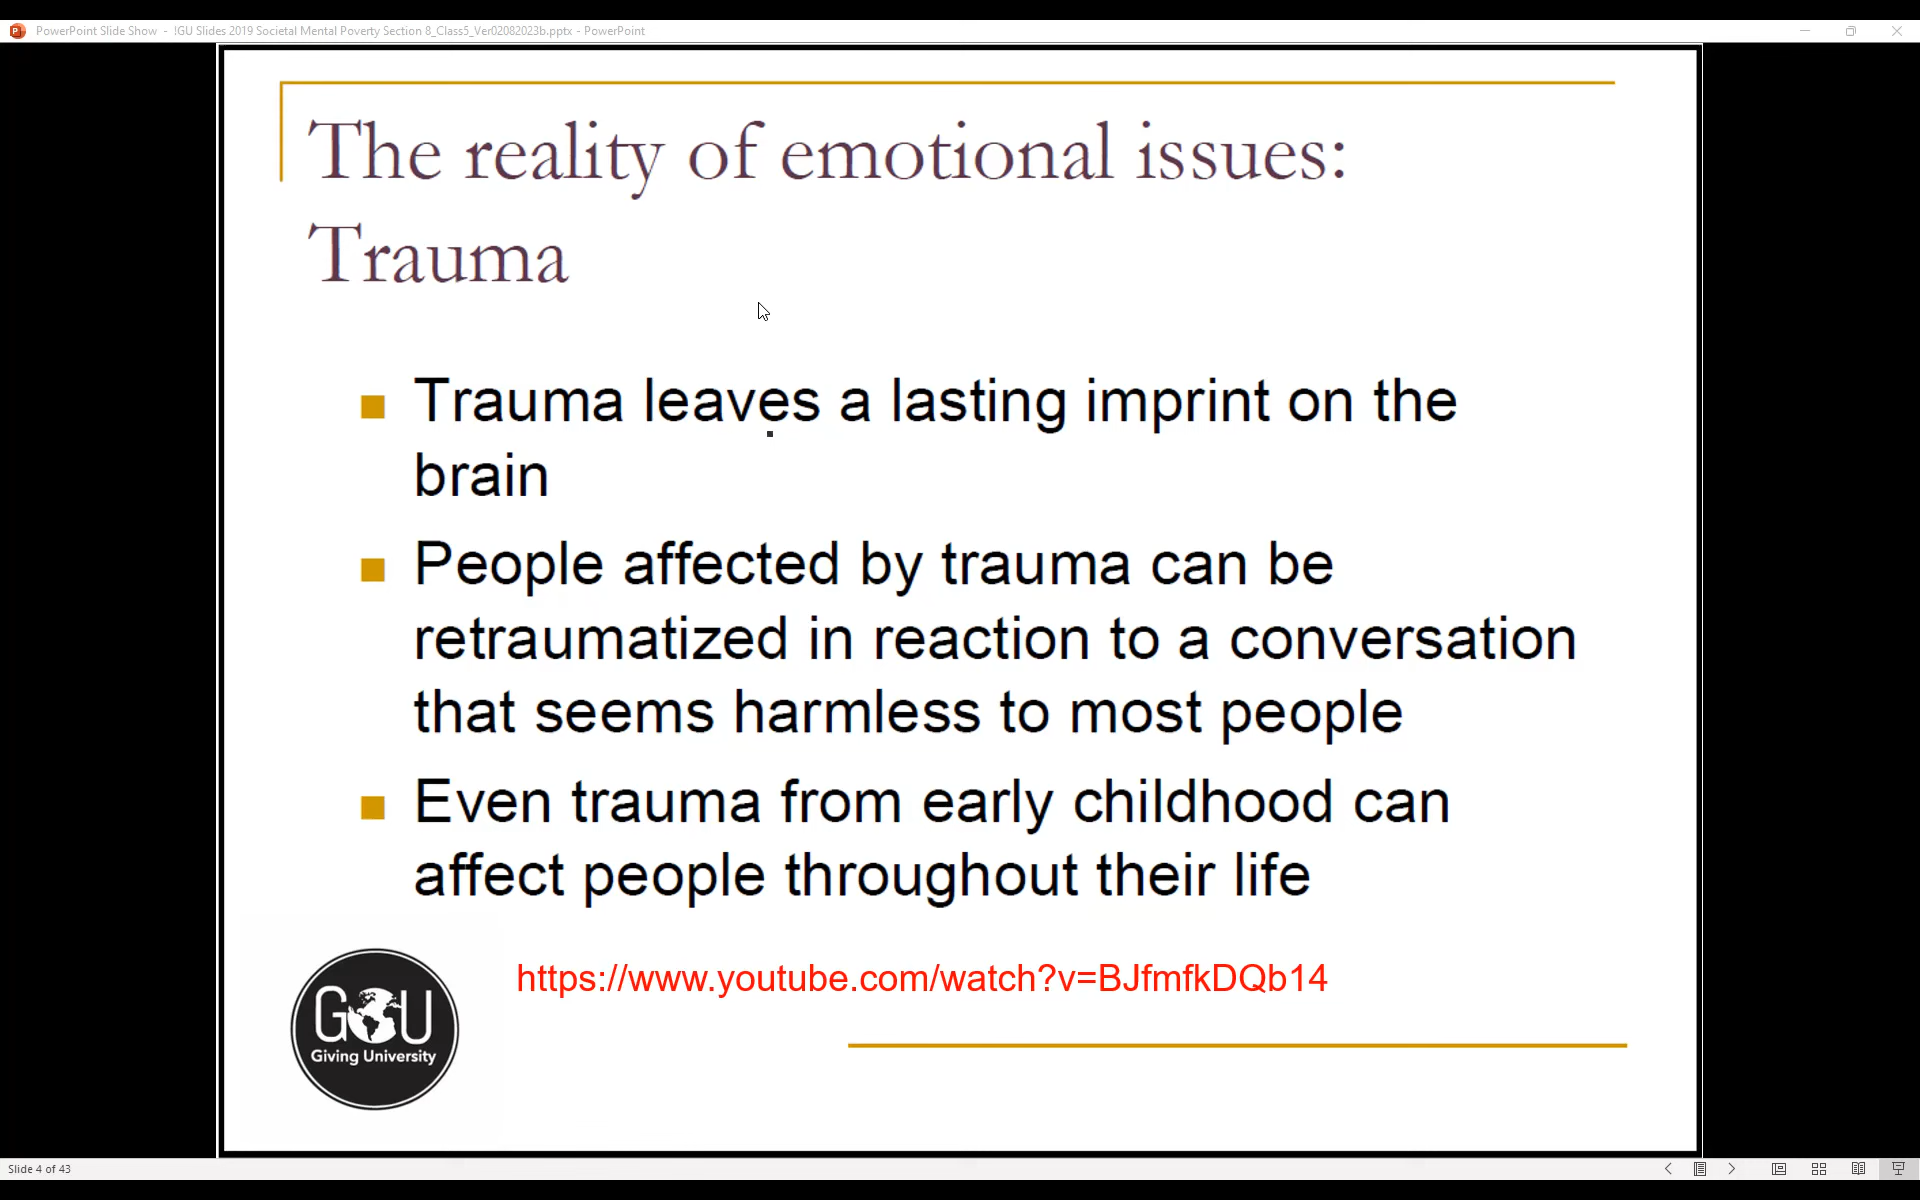 PowerPoint Slide Show - !GU Slides 2019 Societal Mental Poverty Section 8_Class5_Ver02082023b.pptx - PowerPoint
The reality of emotional issues:
Trauma
Trauma leaves a lasting imprint on the
brain
People affected by trauma can be
retraumatized in reaction to a conversation
that seems harmless to most people
Even trauma from early childhood can
affect people throughout their life
https://www.youtube.com/watch?v=BJfmfkDQb14
GU
Giving University
Slide 4 of 43